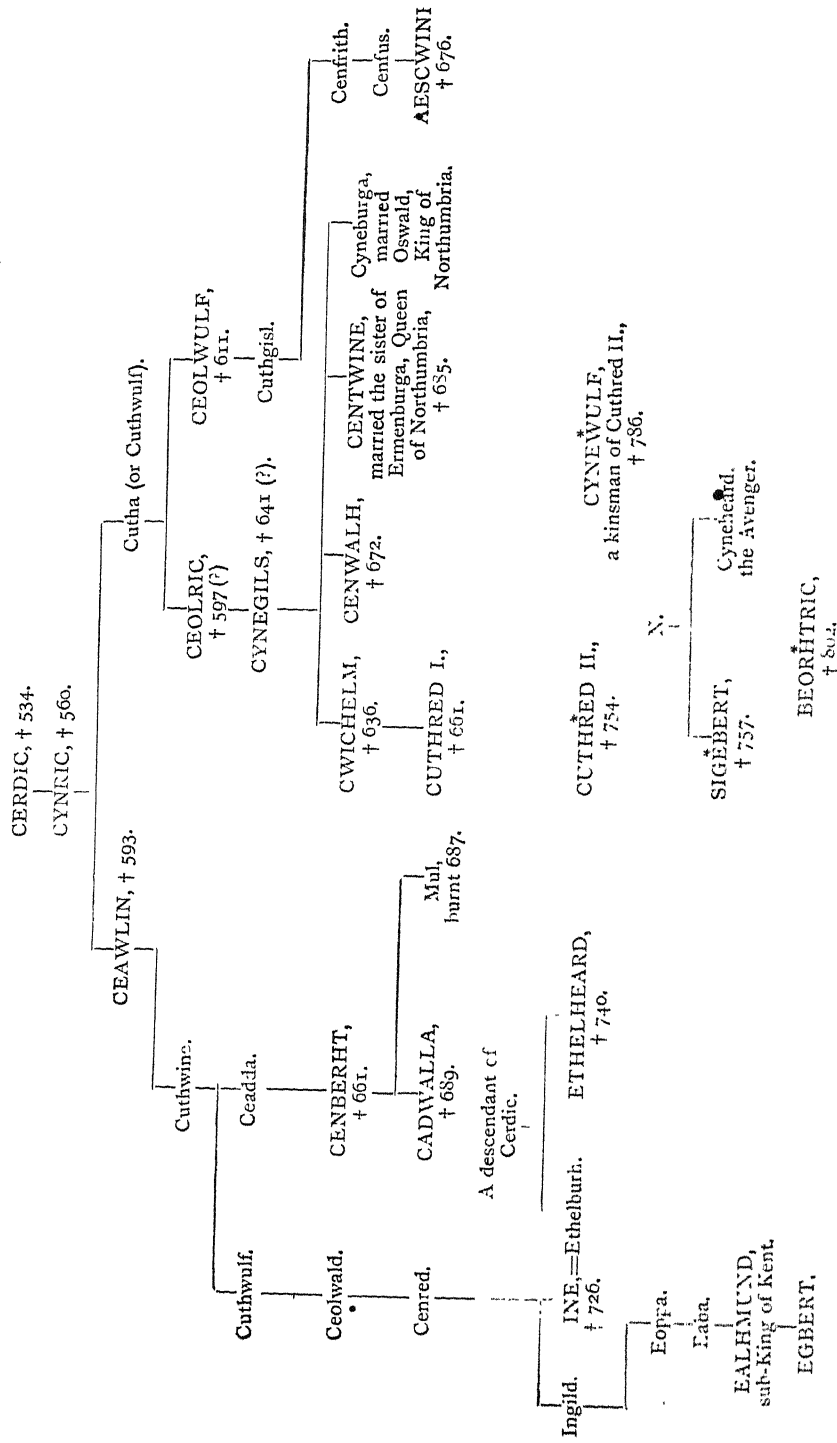 CERDIC, † 534.
CYNRIC, † 560.
CEAWLIN, † 593.
Cutha (or Cuthwulf).
Cuthwine.
CEOLRIC,
† 597 (?)
CEOLWULF,
† 611.
Cuthwulf.
Ceadda.
CYNEGILS, † 641 (?).
Cuthgisl.
Ceolwald.
CENBERHT,
† 661.
CWICHELM,
† 636.
CENWALH,
† 672.
CENTWINE,
married the sister of
Ermenburga, Queen
of Northumbria,
† 685.
Cyneburga,
married
Oswald,
King of
Northumbria.
Cenfrith.
Cenfus.
Cenred.
CADWALLA,
† 689.
Mul,
burnt 687.
CUTHRED I.,
† 661.
AESCWINI
† 676.
A descendant of
Cerdic.
Ingild.
INE,=Ethelburh.
† 726.
ETHELHEARD,
† 740.
CUTHRED* II.,
† 754.
CYNEWULF,*
a kinsman of Cuthred II.,
† 786.
Eoppa.
Eaba.
N.
EALHMUND,
sub-King of Kent.
SIGEBERT,*
† 757.
Cyneheard.
the Avenger.
EGBERT.
BEORHTRIC,*
† 802.